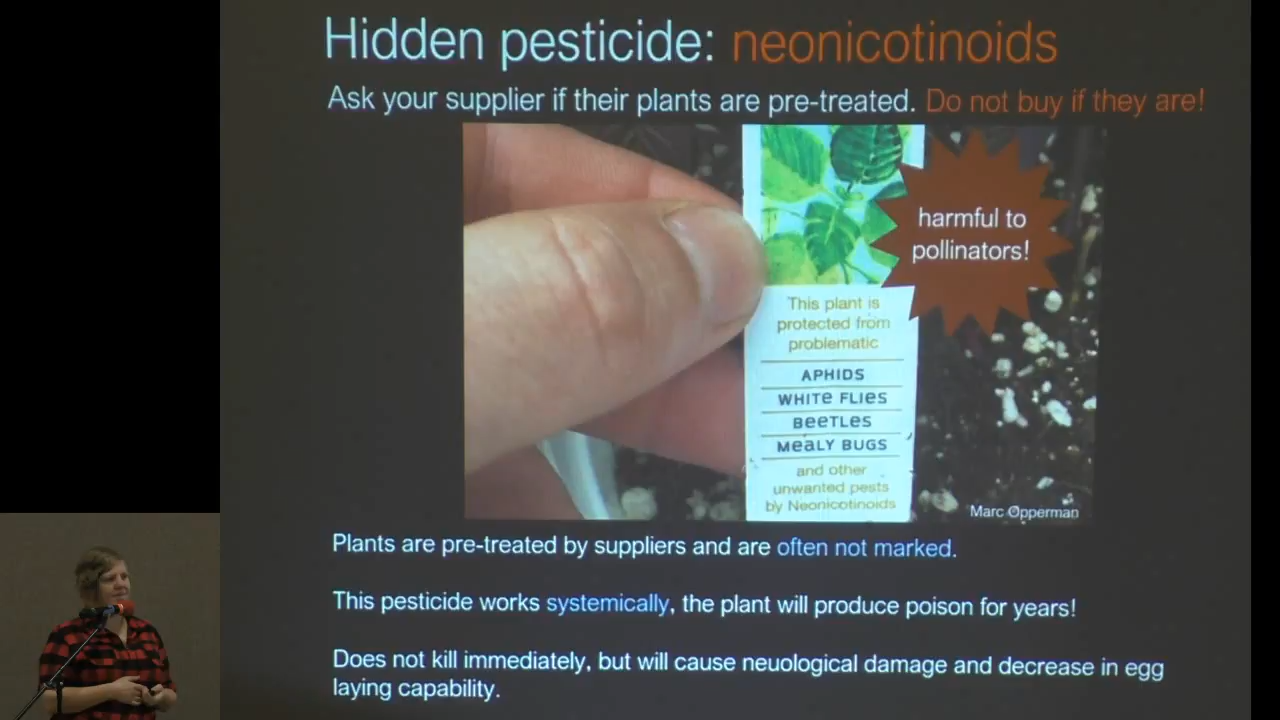 Hidden pesticide: neonicotinoids
Ask your supplier if their plants are pre-treated. Do not buy if they are!
harmful to
pollinators!
This plant is
protected from
problematic
APHIDS
WHITE FLIES
BEETLES
MEALY BUGS
and other
unwanted pests
by Neonicotinoids
Marc Opperman
Plants are pre-treated by suppliers and are often not marked.
This pesticide works systemically, the plant will produce poison for years!
Does not kill immediately, but will cause neuological damage and decrease in egg
laying capability.